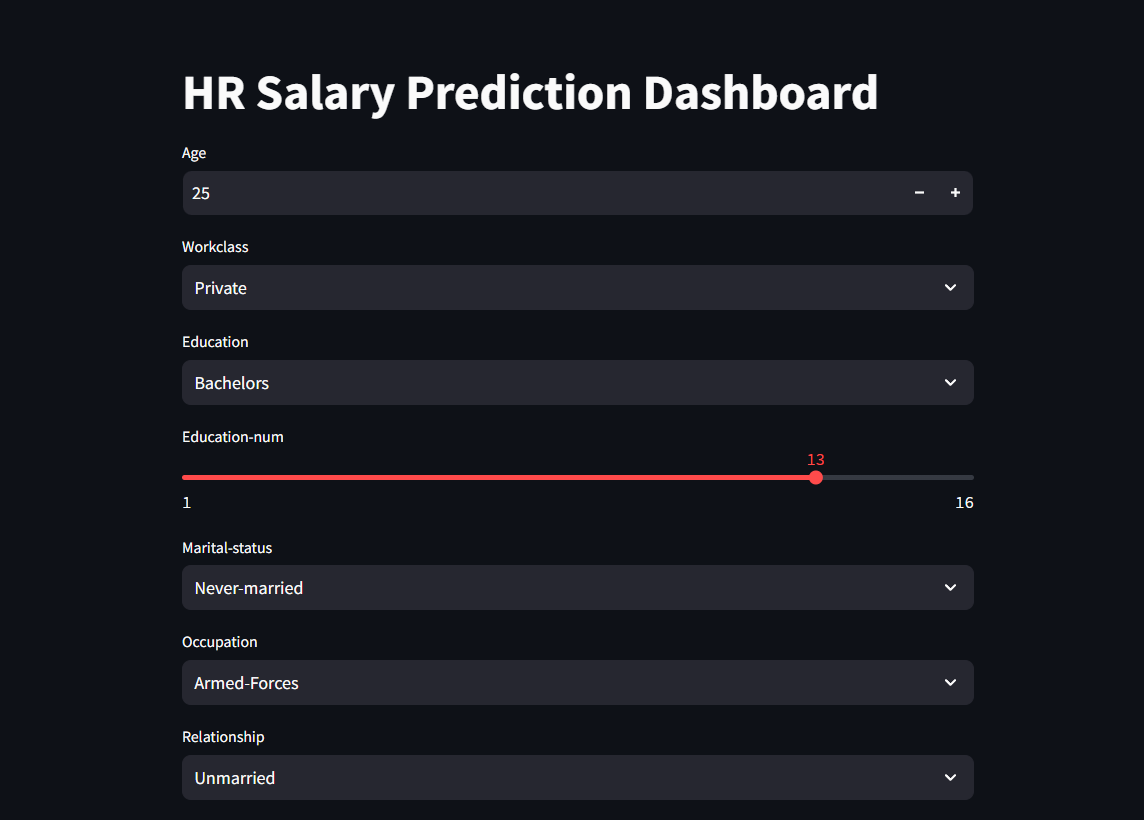 HR Salary Prediction Dashboard
Age
25
Workclass
Private
Education
Bachelors
Education-num
13
1 16
Marital-status
Never-married
Occupation
Armed-Forces
Relationship
Unmarried